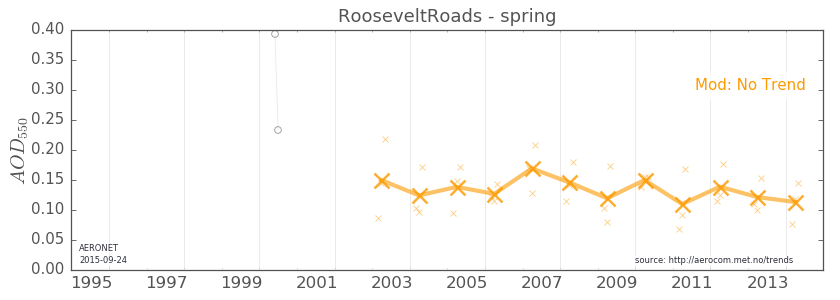 RooseveltRoads - spring
0.40
0.35
0.30
0.25
0.20
0.15
0.10
0.05
0.00
AOD550
Mod: No Trend
AERONET
2015-09-24
source: http://aerocom.met.no/trends
1995 1997 1999 2001 2003 2005 2007 2009 2011 2013